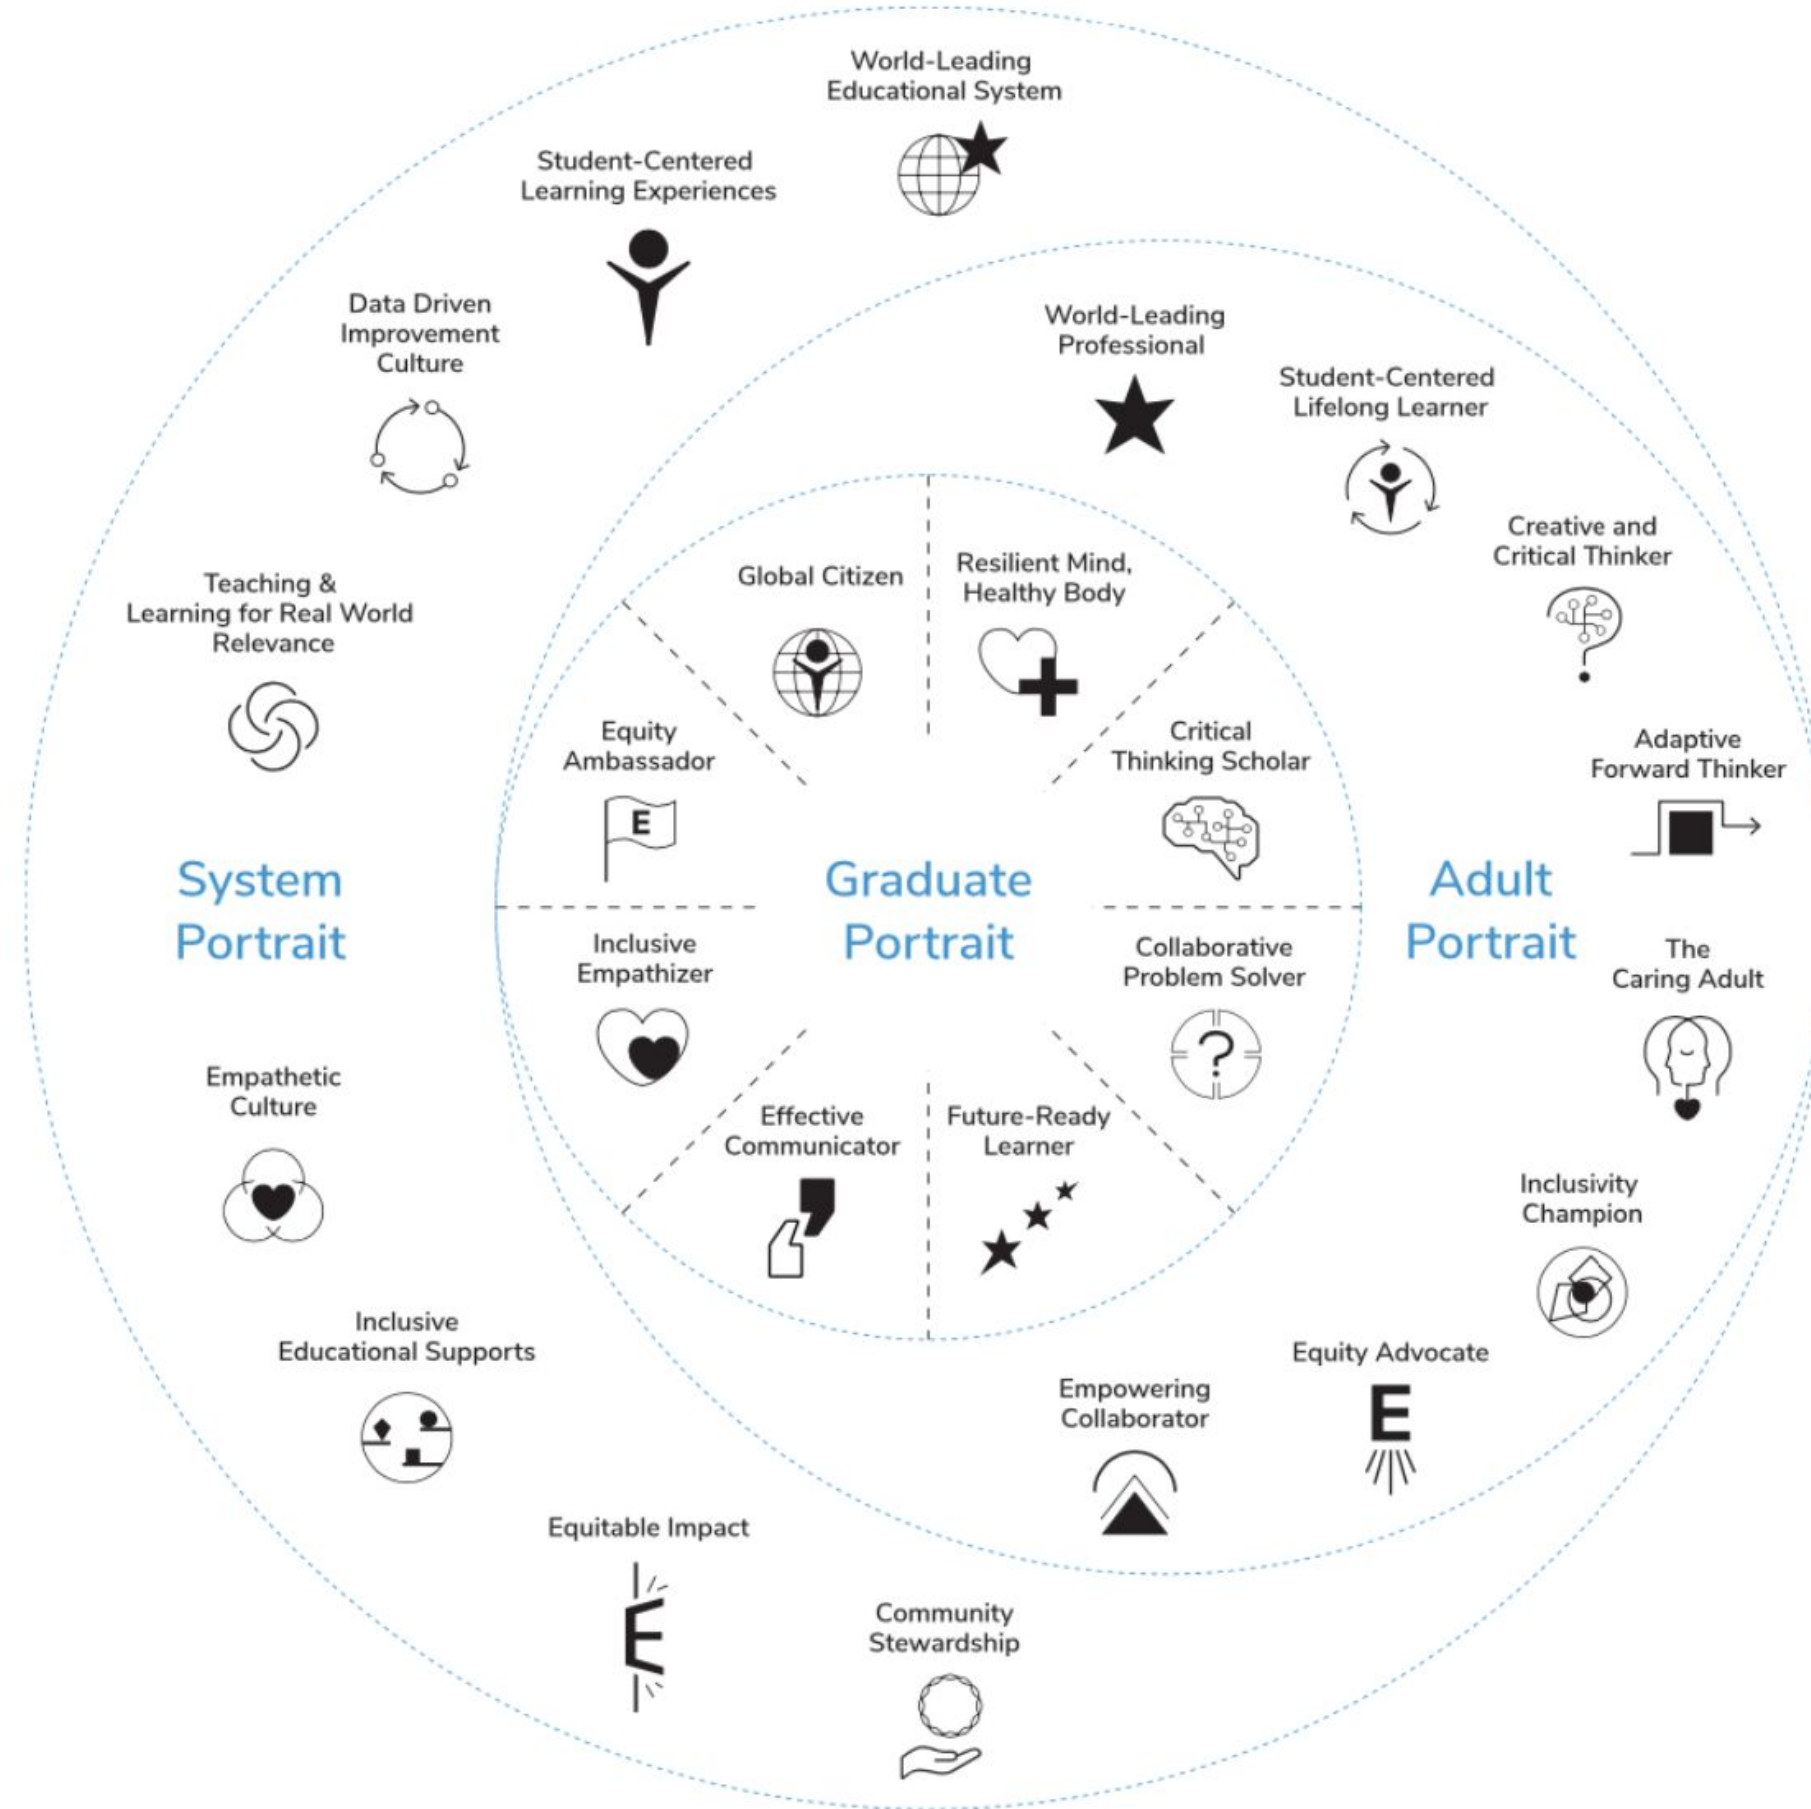 World-Leading
Educational System
Student-Centered
Learning Experiences
Data Driven
Improvement
Culture
Teaching &
Learning for Real World
Relevance
System
Portrait
Empathetic
Culture
Inclusive
Educational Supports
Equitable Impact
E
Community
Stewardship
World-Leading
Professional
Student-Centered
Lifelong Learner
Creative and
Critical Thinker
Adaptive
Forward Thinker
Adult
Portrait
The
Caring Adult
Inclusivity
Champion
Equity Advocate
E
Empowering
Collaborator
Global Citizen
Resilient Mind,
Healthy Body
Equity
Ambassador
E
Critical
Thinking Scholar
Graduate
Portrait
Inclusive
Empathizer
Collaborative
Problem Solver
?
Effective
Communicator
Future-Ready
Learner